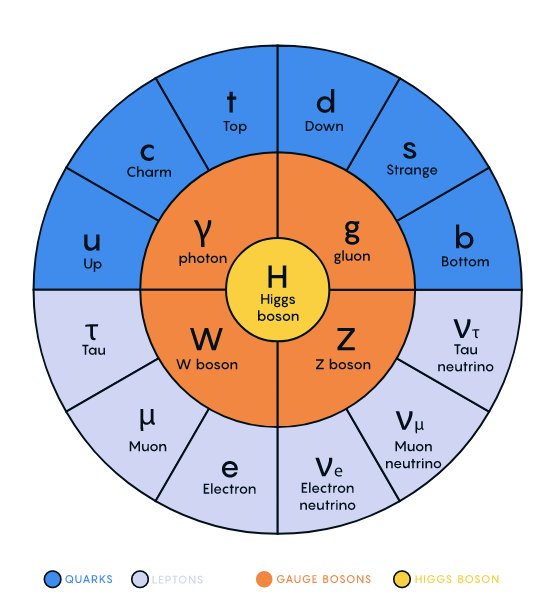 t
Top
d
Down
c
Charm
s
Strange
u
Up
b
Bottom
γ
photon
g
gluon
H
Higgs
boson
W
W boson
Z
Z boson
τ
Tau
ντ
Tau
neutrino
μ
Muon
νμ
Muon
neutrino
e
Electron
νe
Electron
neutrino
QUARKS
LEPTONS
GAUGE BOSONS
HIGGS BOSON